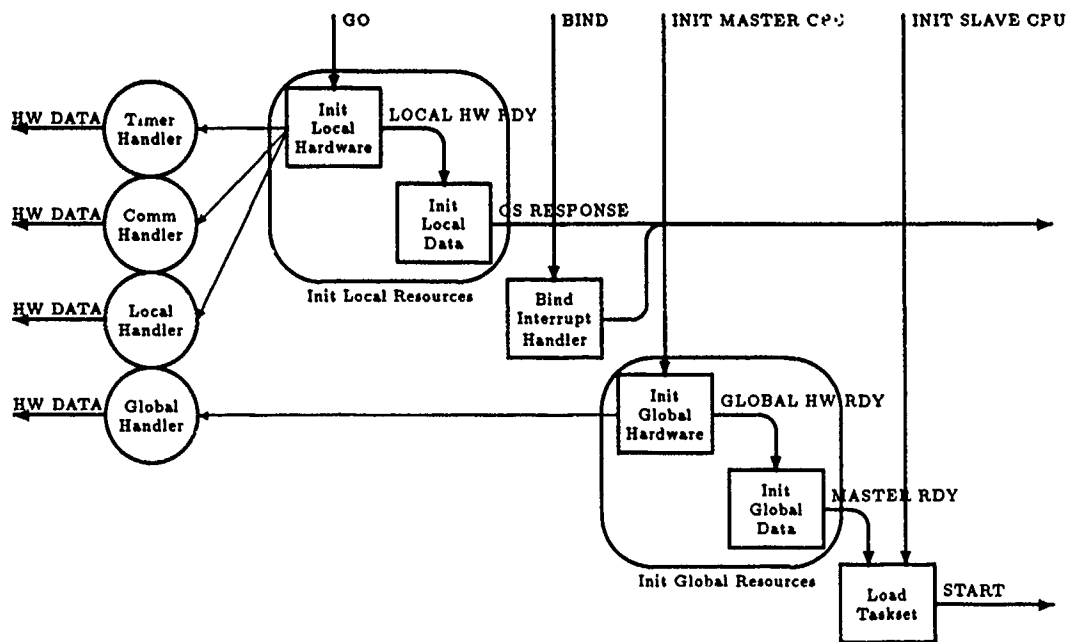 GO
BIND
INIT MASTER CPU
INIT SLAVE CPU
HW DATA
Timer
Handler
Init
Local
Hardware
LOCAL HW RDY
HW DATA
Comm
Handler
Init
Local
Data
OS RESPONSE
Init Local Resources
HW DATA
Local
Handler
Bind
Interrupt
Handler
HW DATA
Global
Handler
Init
Global
Hardware
GLOBAL HW RDY
Init
Global
Data
MASTER RDY
Init Global Resources
Load
Taskset
START